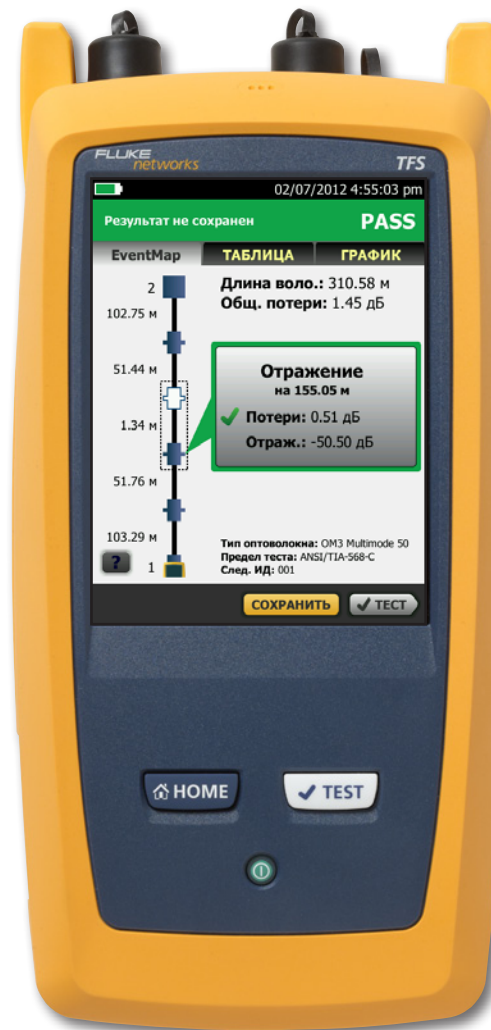 FLUKE
networks
TFS
02/07/2012 4:55:03 pm
Результат не сохранен PASS
EventMap ТАБЛИЦА ГРАФИК
2
Длина воло.: 310.58 м
102.75 м
Общ. потери: 1.45 дБ
51.44 м
Отражение
на 155.05 м
1.34 м
Потери: 0.51 дБ
Отраж.: -50.50 дБ
51.76 м
103.29 м
Тип оптоволокна: OM3 Multimode 50
Предел теста: ANSI/TIA-568-C
? 1
След. ИД: 001
СОХРАНИТЬ ТЕСТ
HOME TEST